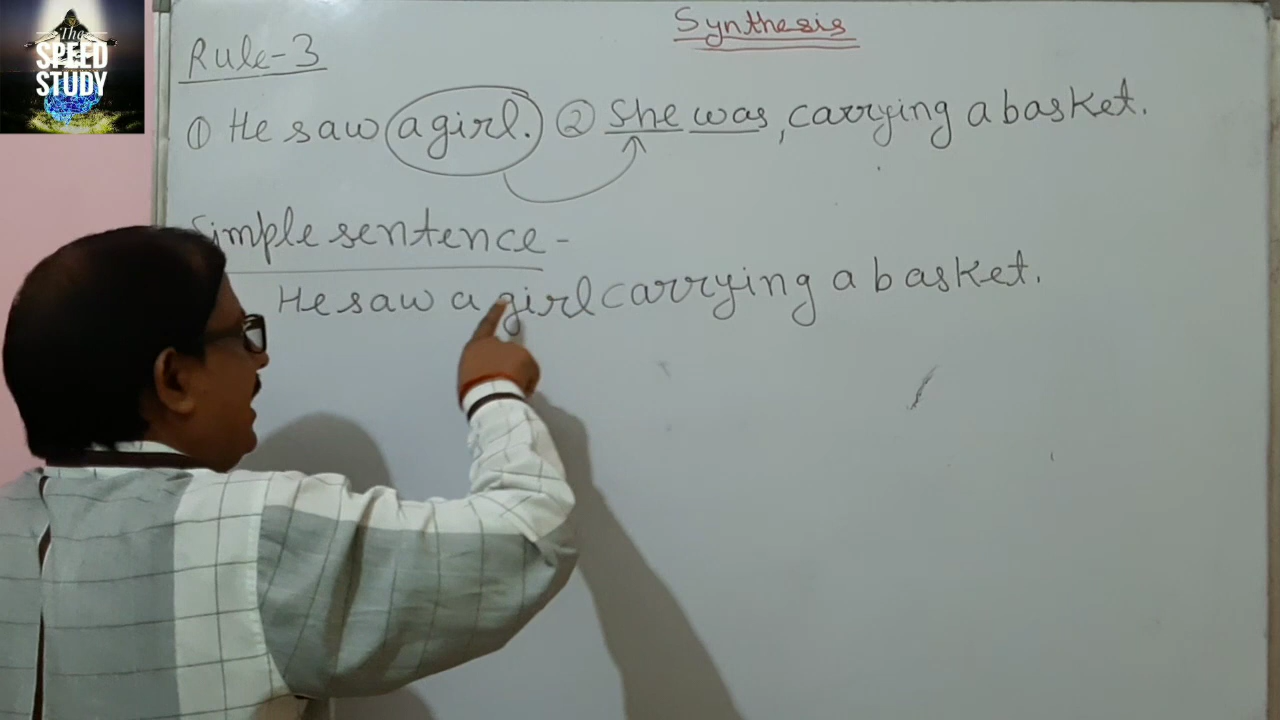 The
SPEED
STUDY
Synthesis
Rule-3
① He saw a girl. ② She was, carrying a basket.
Simple sentence-
He saw a girl carrying a basket.